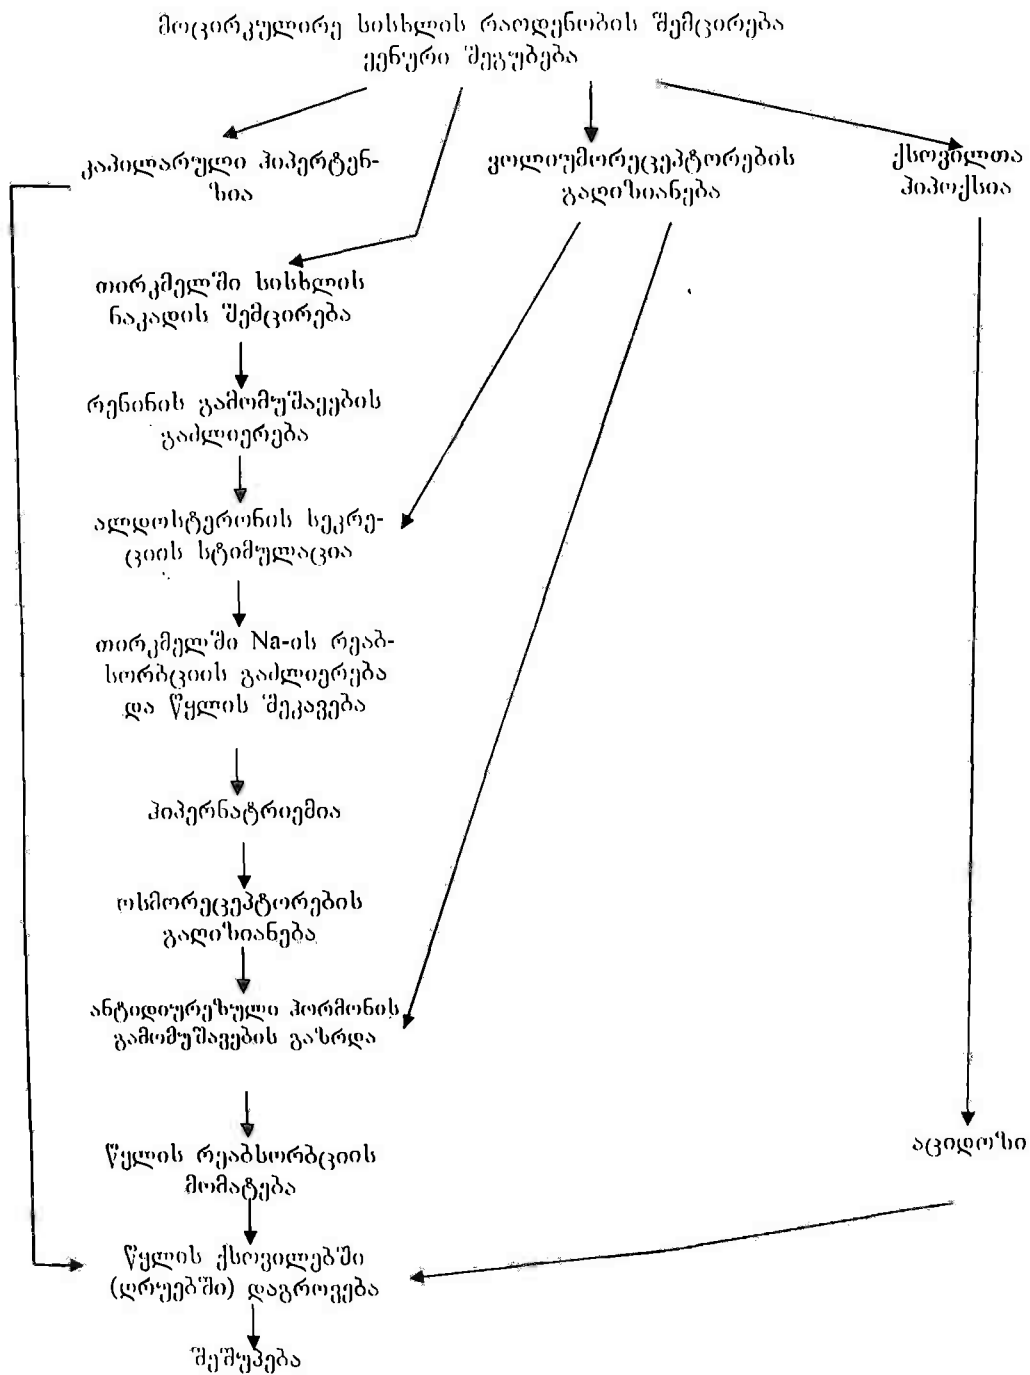 მოცირკულირე სისხლის რაოდენობის შემცირება
ვენური შეგუბება
კაპილარული ჰიპერტენ-
ზია
ვოლიუმორეცეპტორების
გაღიზიანება
ქსოვილთა
ჰიპოქსია
თირკმელში სისხლის
ნაკადის შემცირება
რენინის გამომუშავების
გაძლიერება
ალდოსტერონის სეკრე-
ციის სტიმულაცია
თირკმელში Na-ის რეაბ-
სორბციის გაძლიერება
და წყლის შეკავება
ჰიპერნატრიემია
ოსმორეცეპტორების
გაღიზიანება
ანტიდიურეზული ჰორმონის
გამომუშავების გაზრდა
წყლის რეაბსორბციის
მომატება
აციდოზი
წყლის ქსოვილებში
(ღრუებში) დაგროვება
შეშუპება